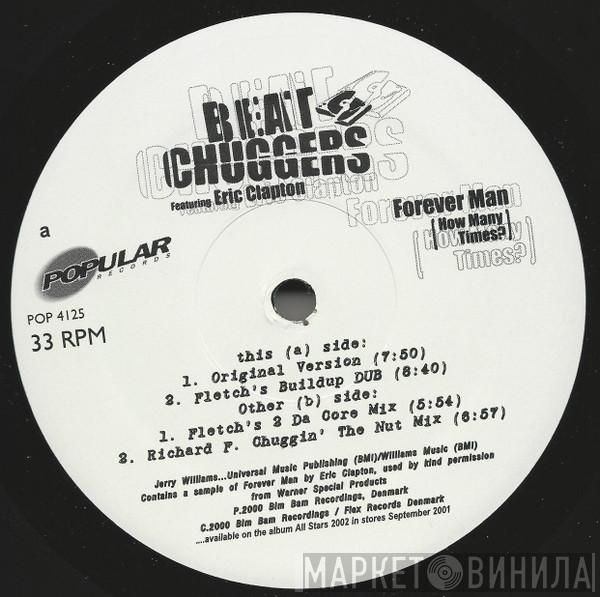 BEAT
CHUGGERS
Featuring Eric Clapton
Forever Man
(How Many
Times?)
a
POPULAR
RECORDS
POP 4125
33 RPM
this (a) side:
1. Original Version (7:50)
2. Fletch's Buildup DUB (8:40)
Other (b) side:
1. Fletch's 2 Da Core Mix (5:54)
2. Richard F. Chuggin' The Nut Mix (6:57)
Jerry Williams...Universal Music Publishing (BMI)/Williams Music (BMI)
Contains a sample of Forever Man by Eric Clapton, used by kind permission
from Warner Special Products
P.2000 Bim Bam Recordings, Denmark
C.2000 Bim Bam Recordings / Flex Records Denmark
....available on the album All Stars 2002 in stores September 2001
МАРКЕТ ВИНИЛА